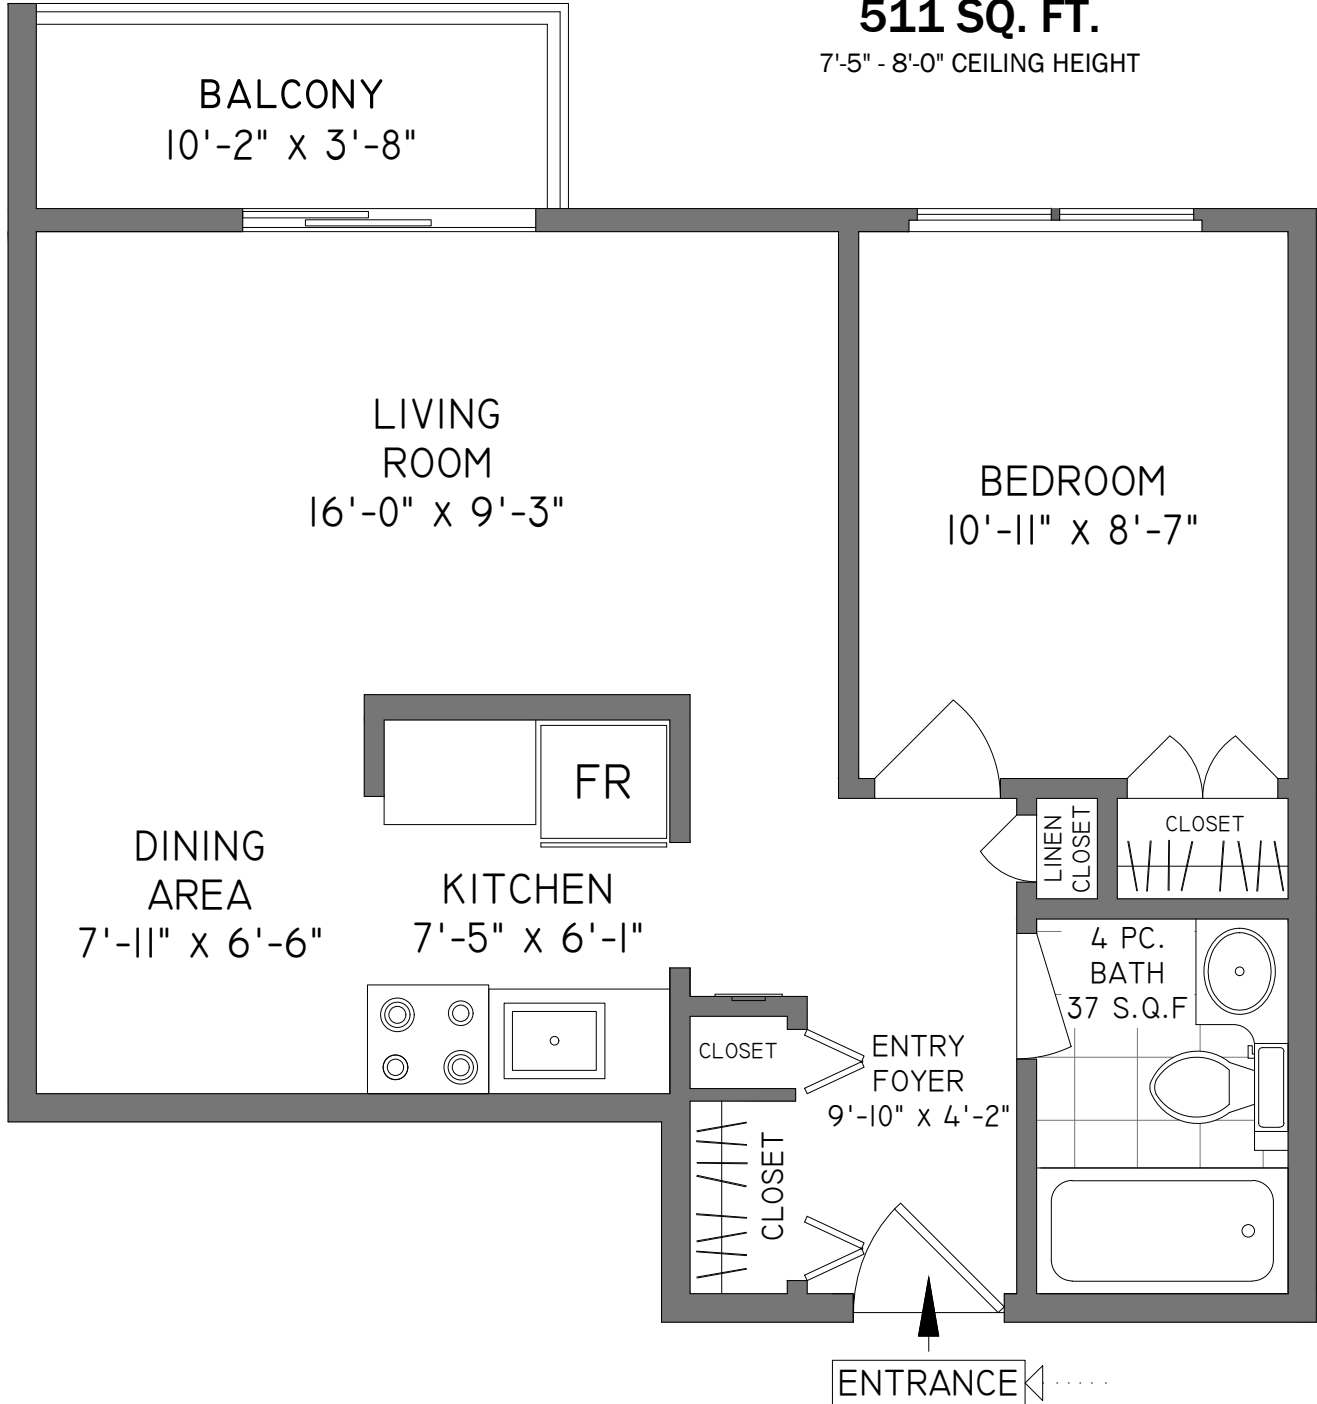 511 SQ. FT.
7'-5" - 8'-0" CEILING HEIGHT
BALCONY
10'-2" X 3'-8"
LIVING
ROOM
16'-0" X 9'-3"
BEDROOM
10'-11" X 8'-7"
FR
DINING
AREA
7'-11" X 6'-6"
KITCHEN
7'-5" X 6'-1"
LINEN
CLOSET
CLOSET
4 PC.
BATH
37 S.Q.F
CLOSET
ENTRY
FOYER
9'-10" X 4'-2"
CLOSET
ENTRANCE